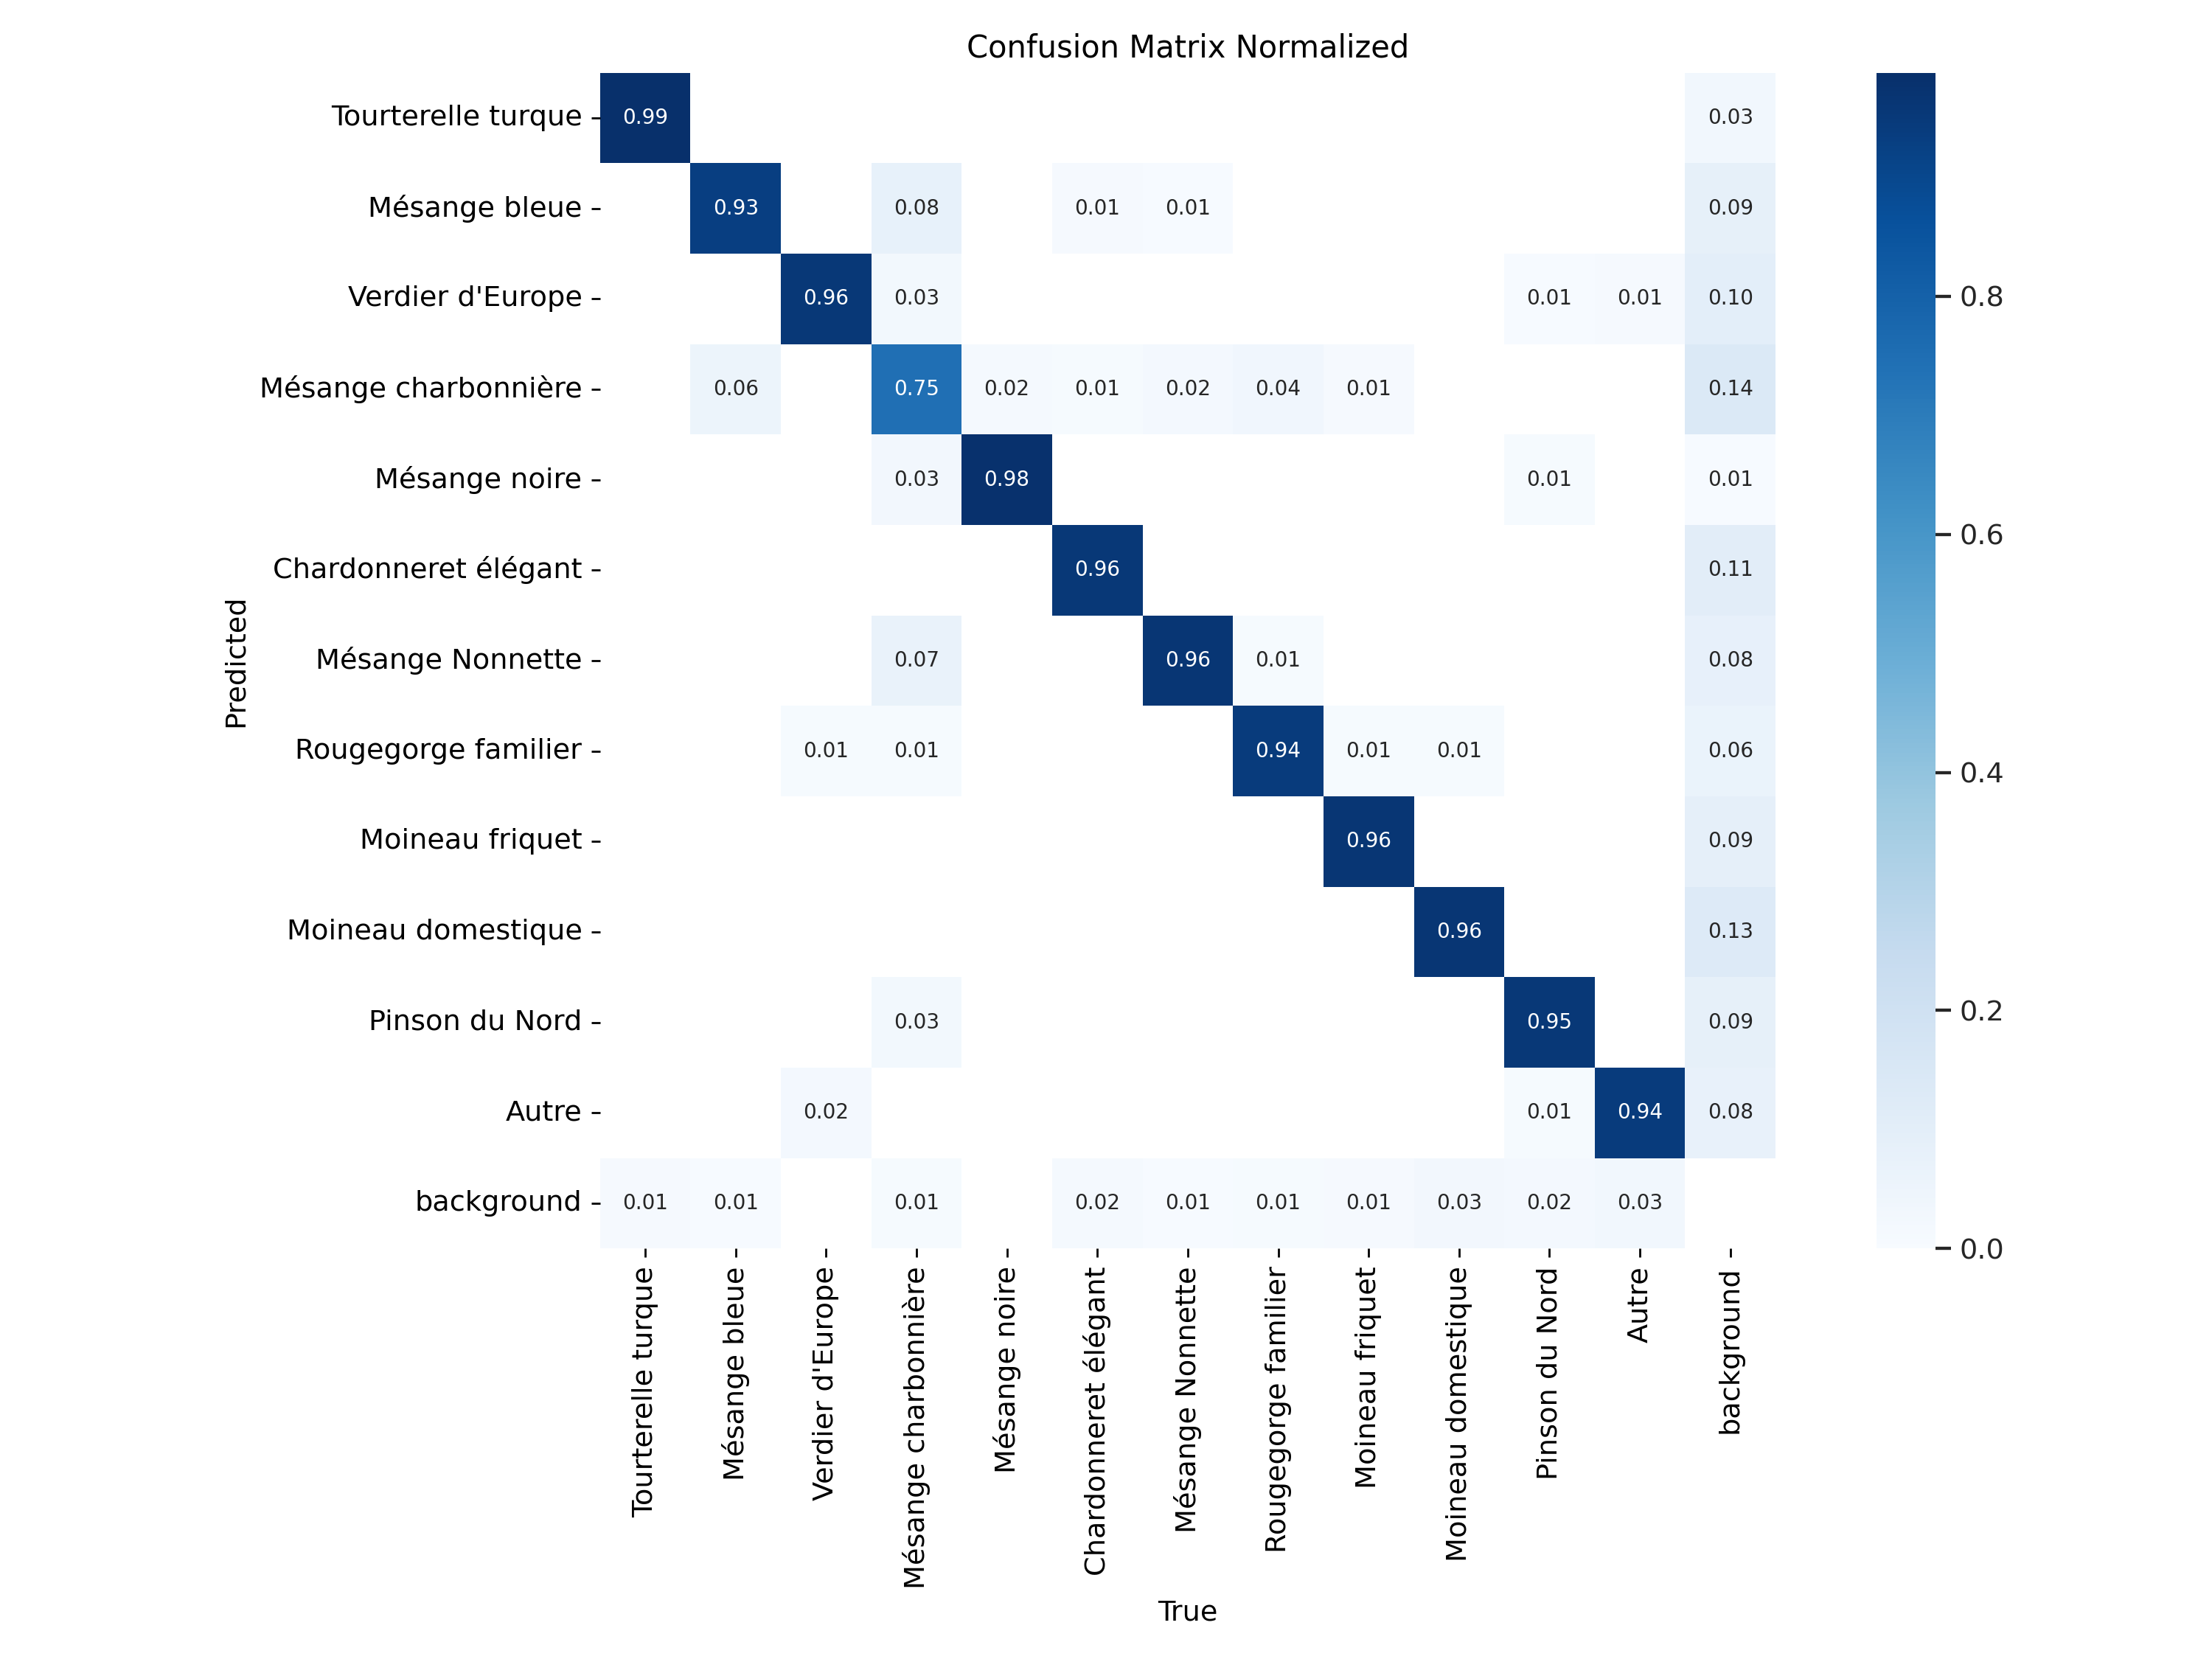 Confusion Matrix Normalized
Tourterelle turque 0.99 0.03
Mésange bleue 0.93 0.08 0.01 0.01 0.09
Verdier d'Europe 0.96 0.03 0.01 0.01 0.10
0.8
Mésange charbonnière 0.06 0.75 0.02 0.01 0.02 0.04 0.01 0.14
Mésange noire 0.03 0.98 0.01 0.01
0.6
Chardonneret élégant 0.96 0.11
Predicted
Mésange Nonnette 0.07 0.96 0.01 0.08
Rougegorge familier 0.01 0.01 0.94 0.01 0.01 0.06
0.4
Moineau friquet 0.96 0.09
Moineau domestique 0.96 0.13
0.2
Pinson du Nord 0.03 0.95 0.09
Autre 0.02 0.01 0.94 0.08
background 0.01 0.01 0.01 0.02 0.01 0.01 0.01 0.03 0.02 0.03
0.0
Tourterelle turque
Mésange bleue
Verdier d'Europe
Mésange charbonnière
Mésange noire
Chardonneret élégant
Mésange Nonnette
Rougegorge familier
Moineau friquet
Moineau domestique
Pinson du Nord
Autre
background
True